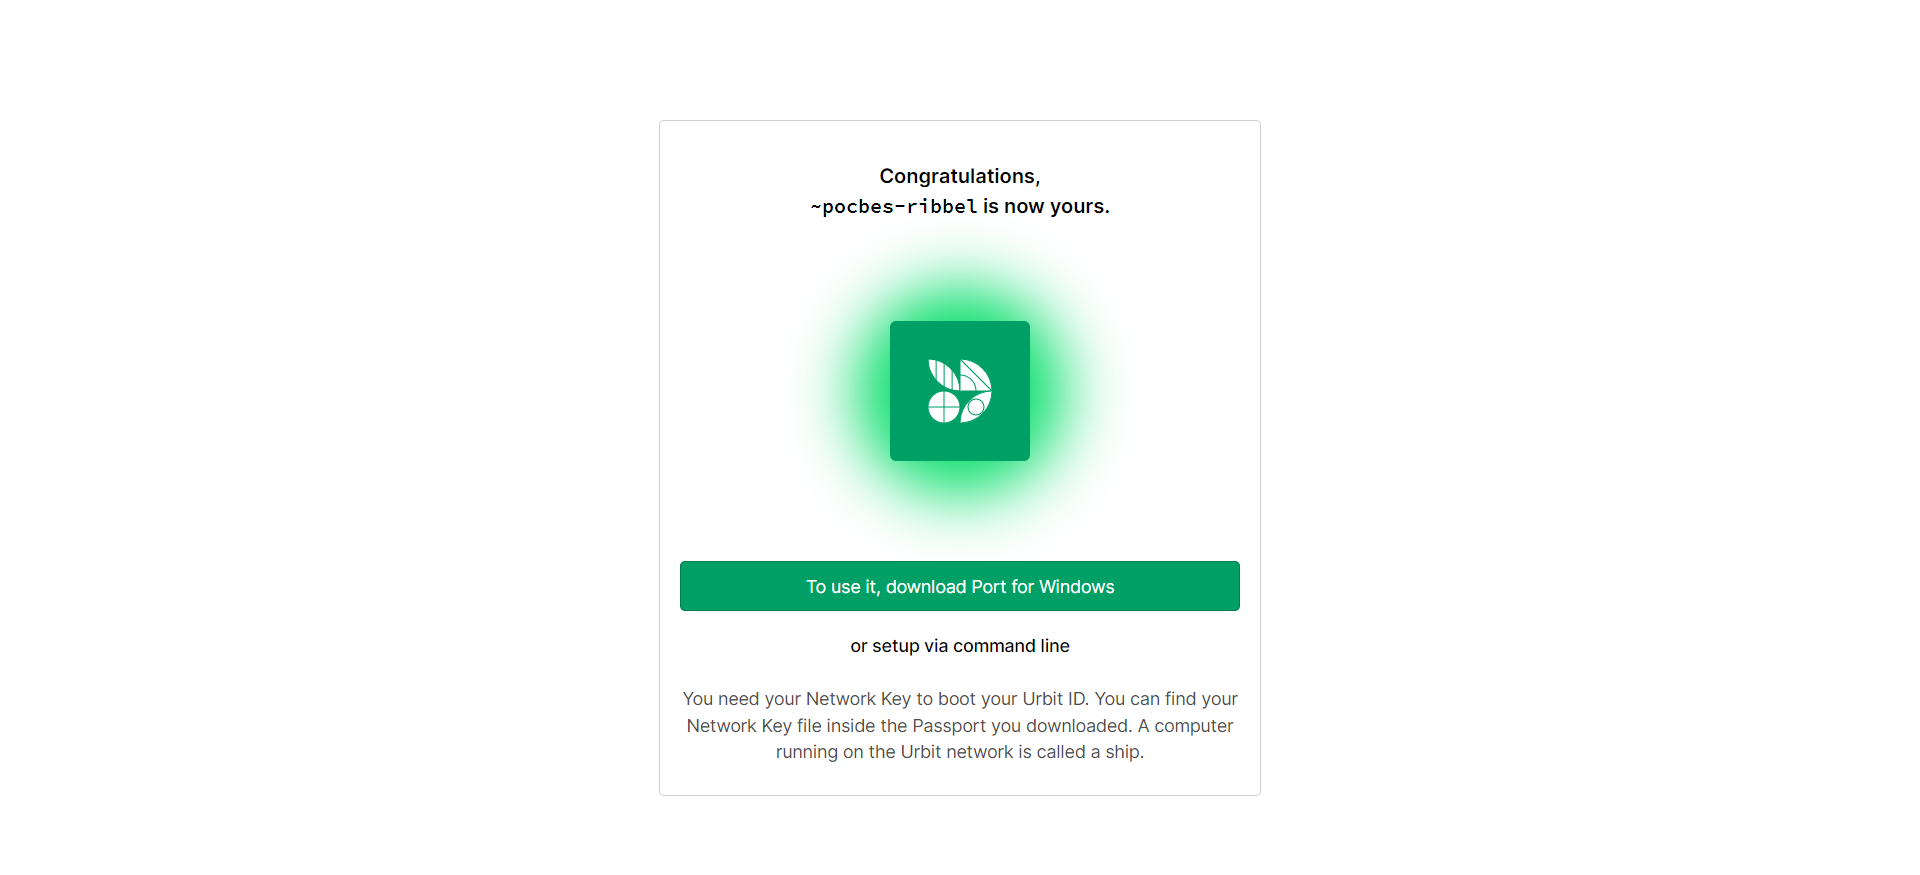 Congratulations,
~pocbes-ribbel is now yours.
To use it, download Port for Windows
or setup via command line
You need your Network Key to boot your Urbit ID. You can find your
Network Key file inside the Passport you downloaded. A computer
running on the Urbit network is called a ship.